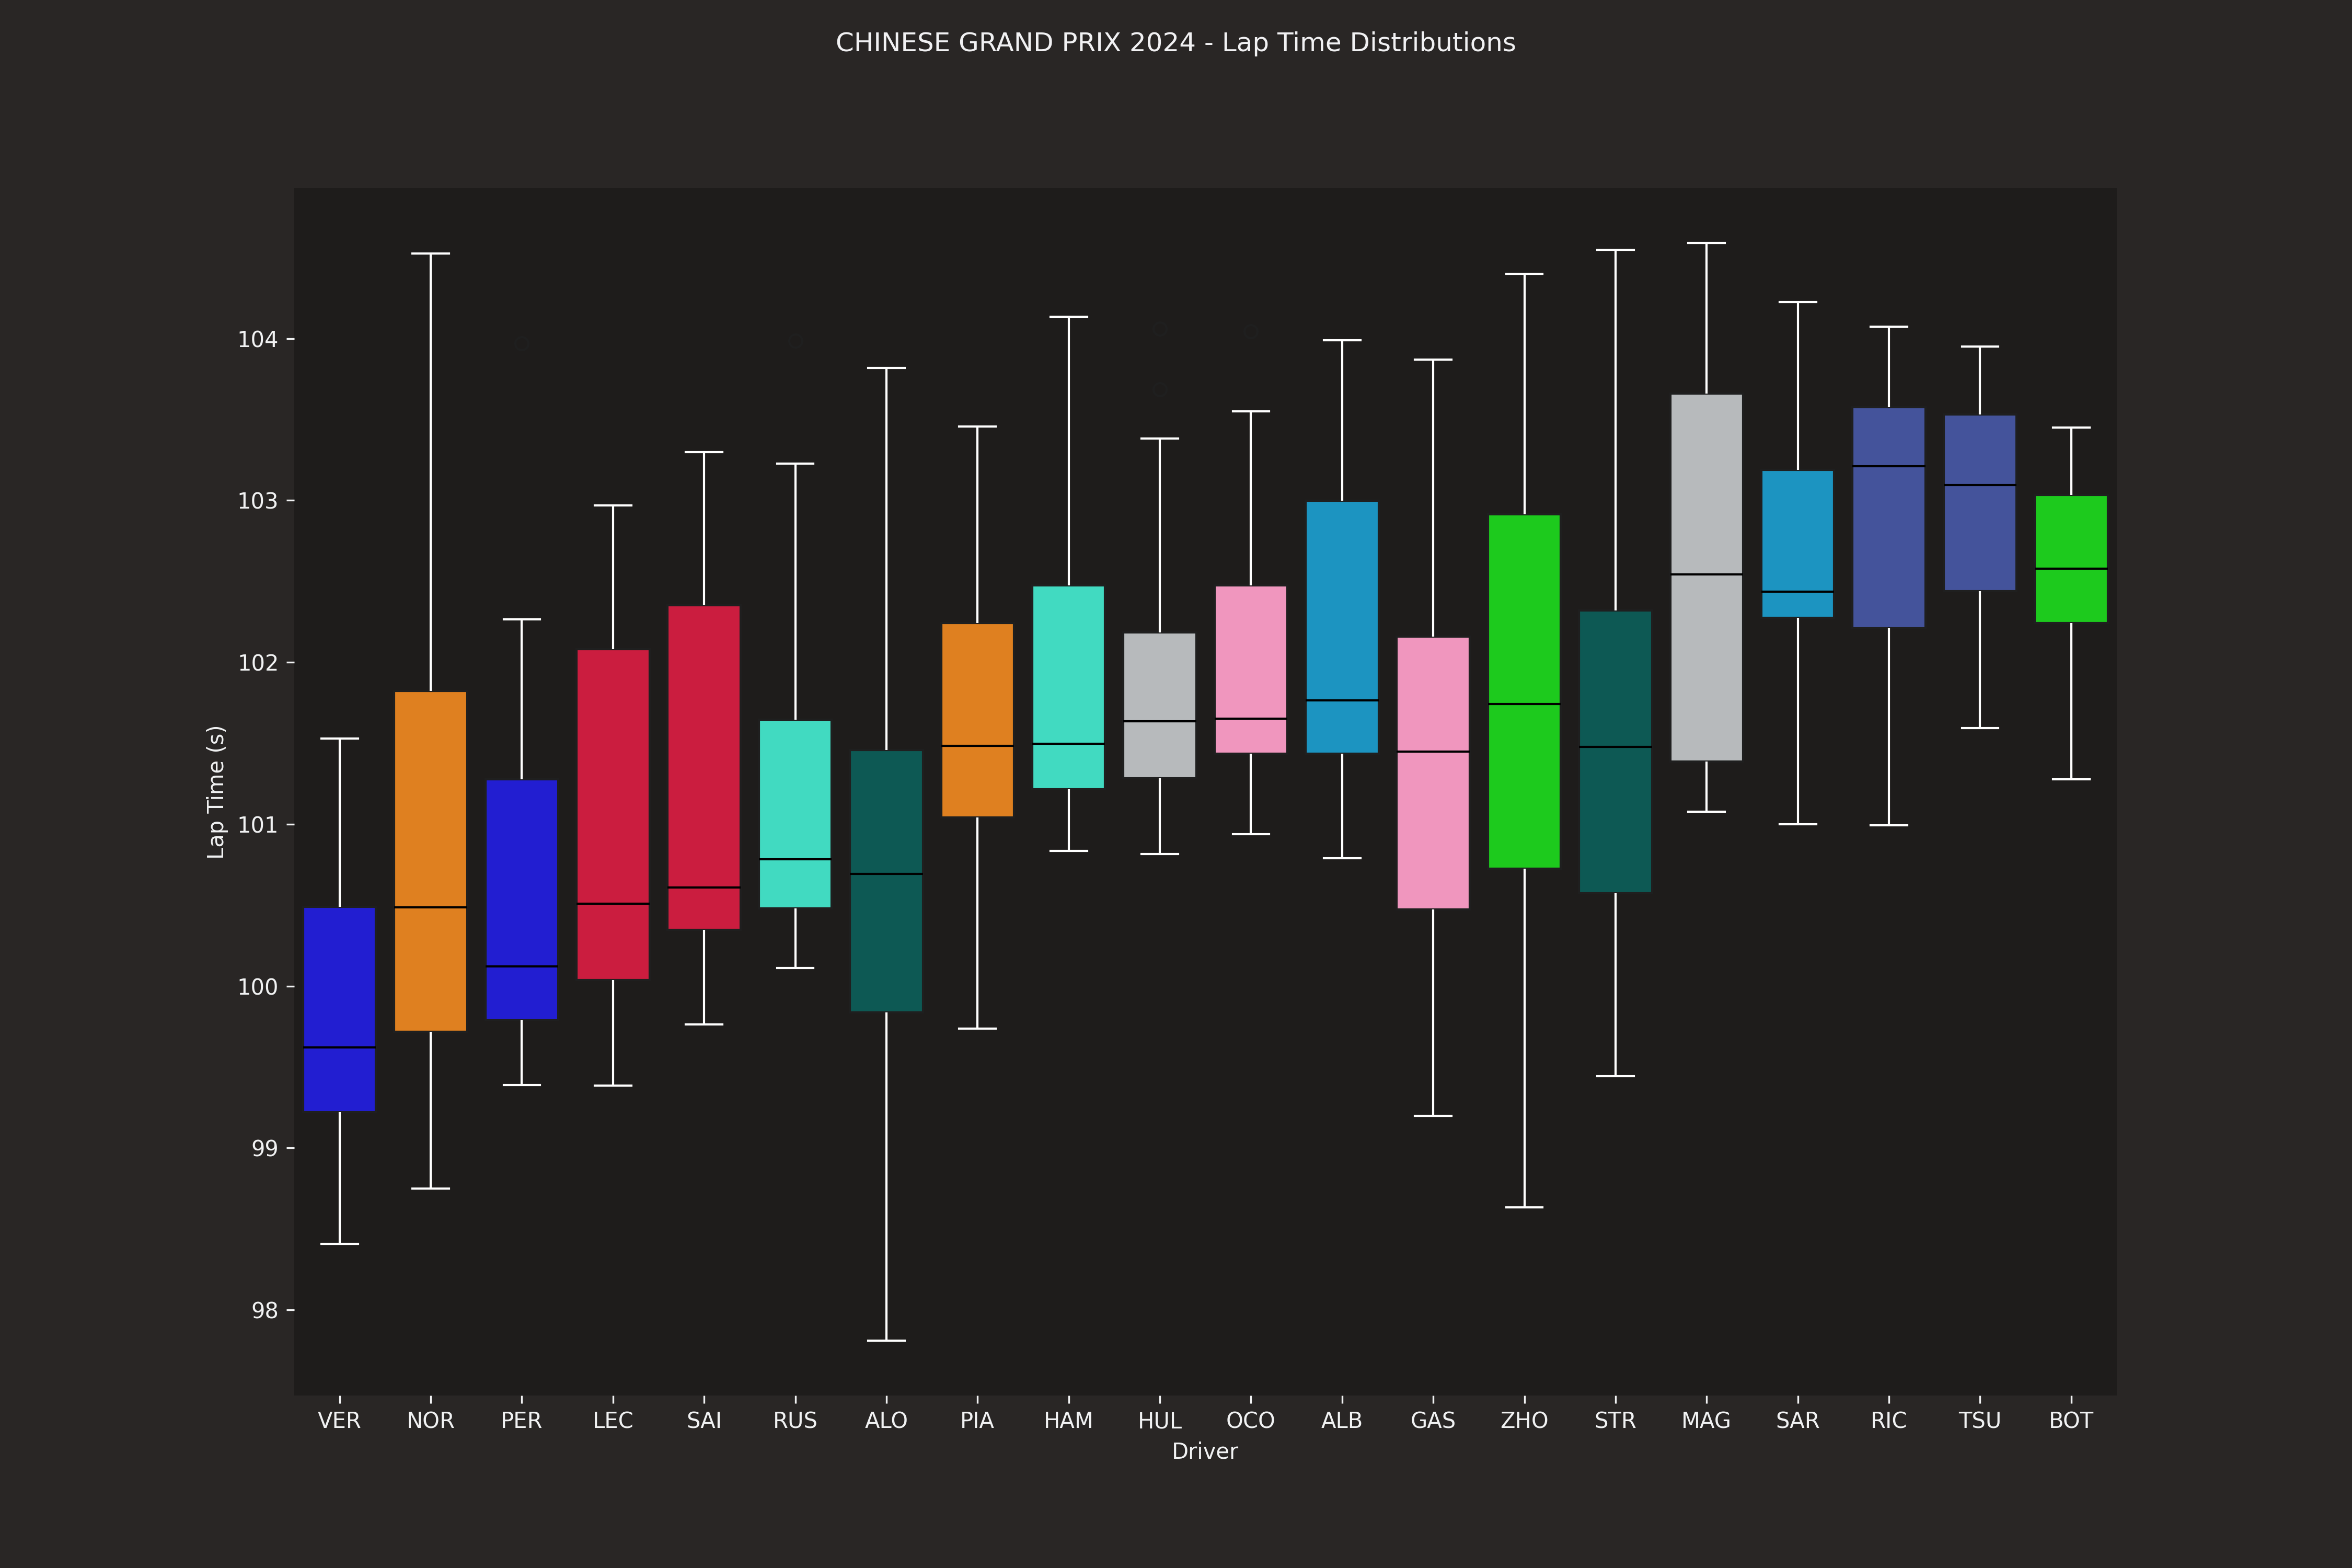 CHINESE GRAND PRIX 2024 - Lap Time Distributions
Lap Time (s)
104
103
102
101
100
99
98
VER NOR PER LEC SAI RUS ALO PIA HAM HUL OCO ALB GAS ZHO STR MAG SAR RIC TSU BOT
Driver